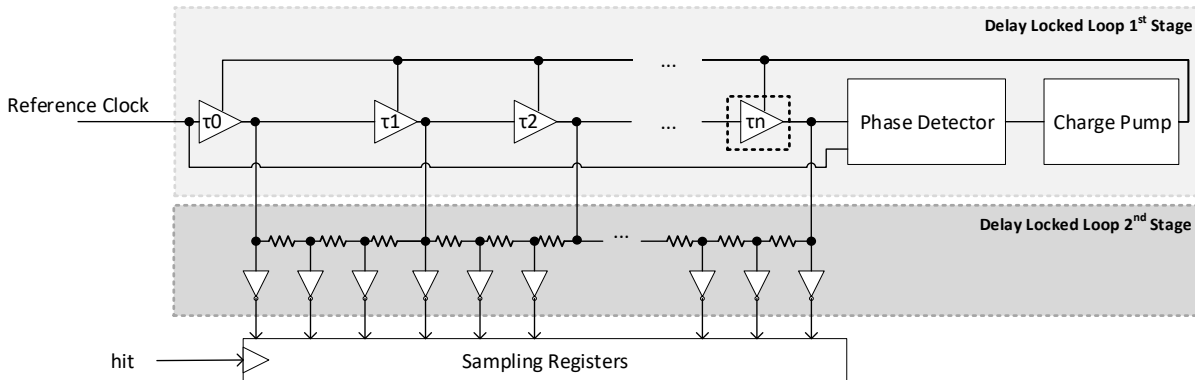 Delay Locked Loop 1st Stage
...
Reference Clock
τ0
τ1
τ2
...
τn
Phase Detector
Charge Pump
Delay Locked Loop 2nd Stage
...
hit
Sampling Registers